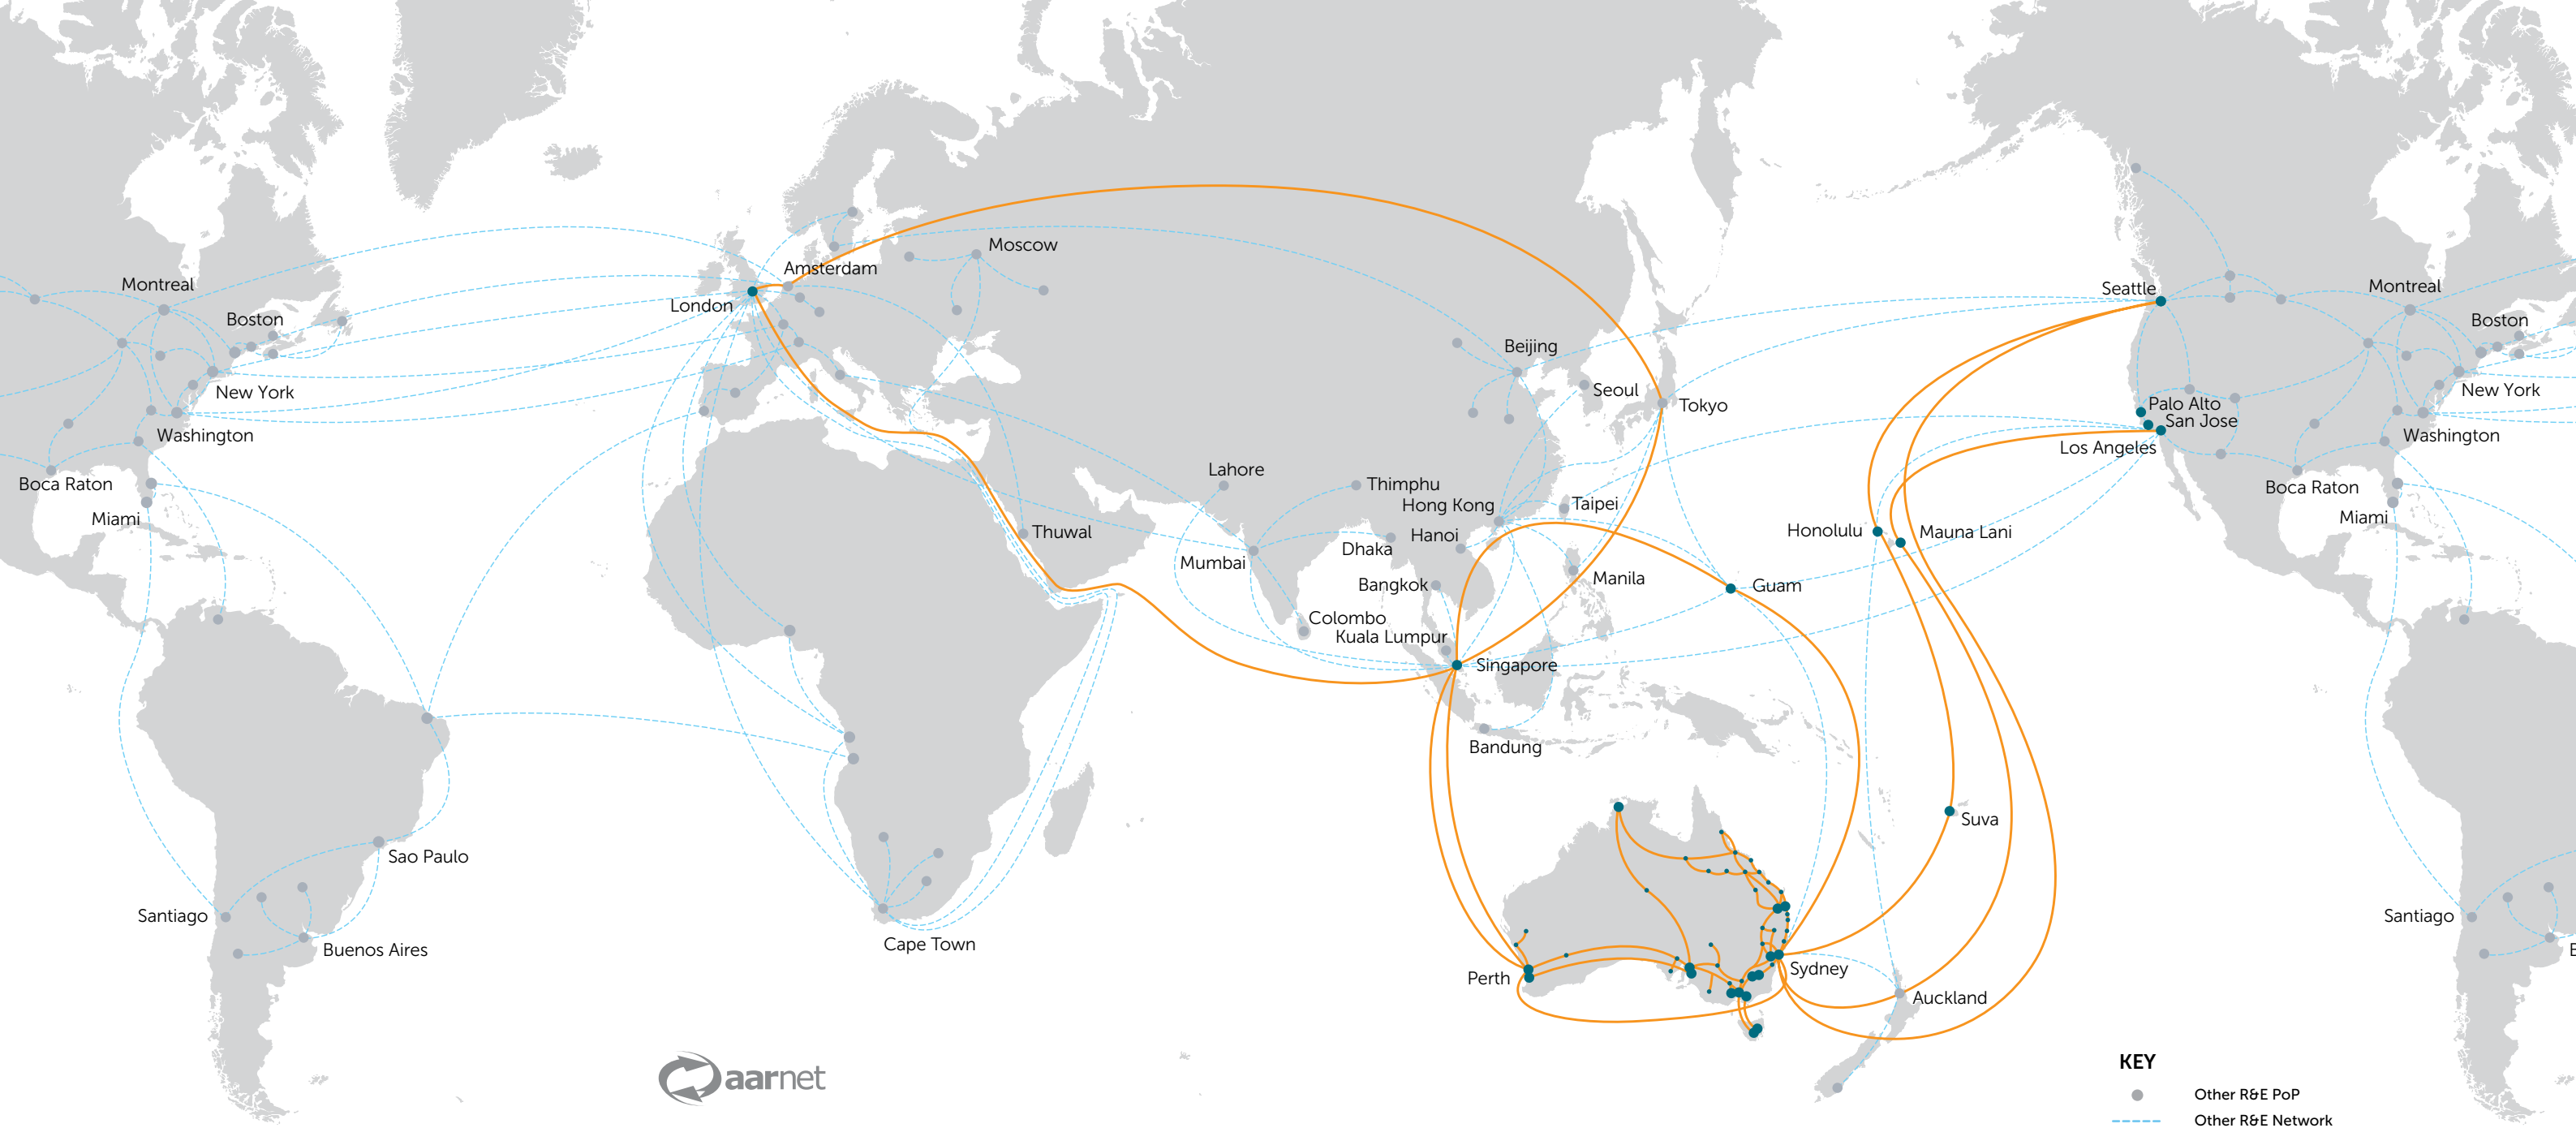 Moscow
Amsterdam
London
Montreal
Boston
New York
Washington
Boca Raton
Miami
Seattle
Montreal
Boston
Beijing
Seoul
Tokyo
New York
Palo Alto
San Jose
Los Angeles
Washington
Lahore
Thimphu
Hong Kong
Taipei
Boca Raton
Miami
Thuwal
Hanoi
Dhaka
Mumbai
Honolulu
Mauna Lani
Bangkok
Manila
Guam
Colombo
Kuala Lumpur
Singapore
Bandung
Suva
Sao Paulo
Santiago
Buenos Aires
Cape Town
Perth
Sydney
Auckland
Santiago
B
aarnet
KEY
Other R&E PoP
Other R&E Network